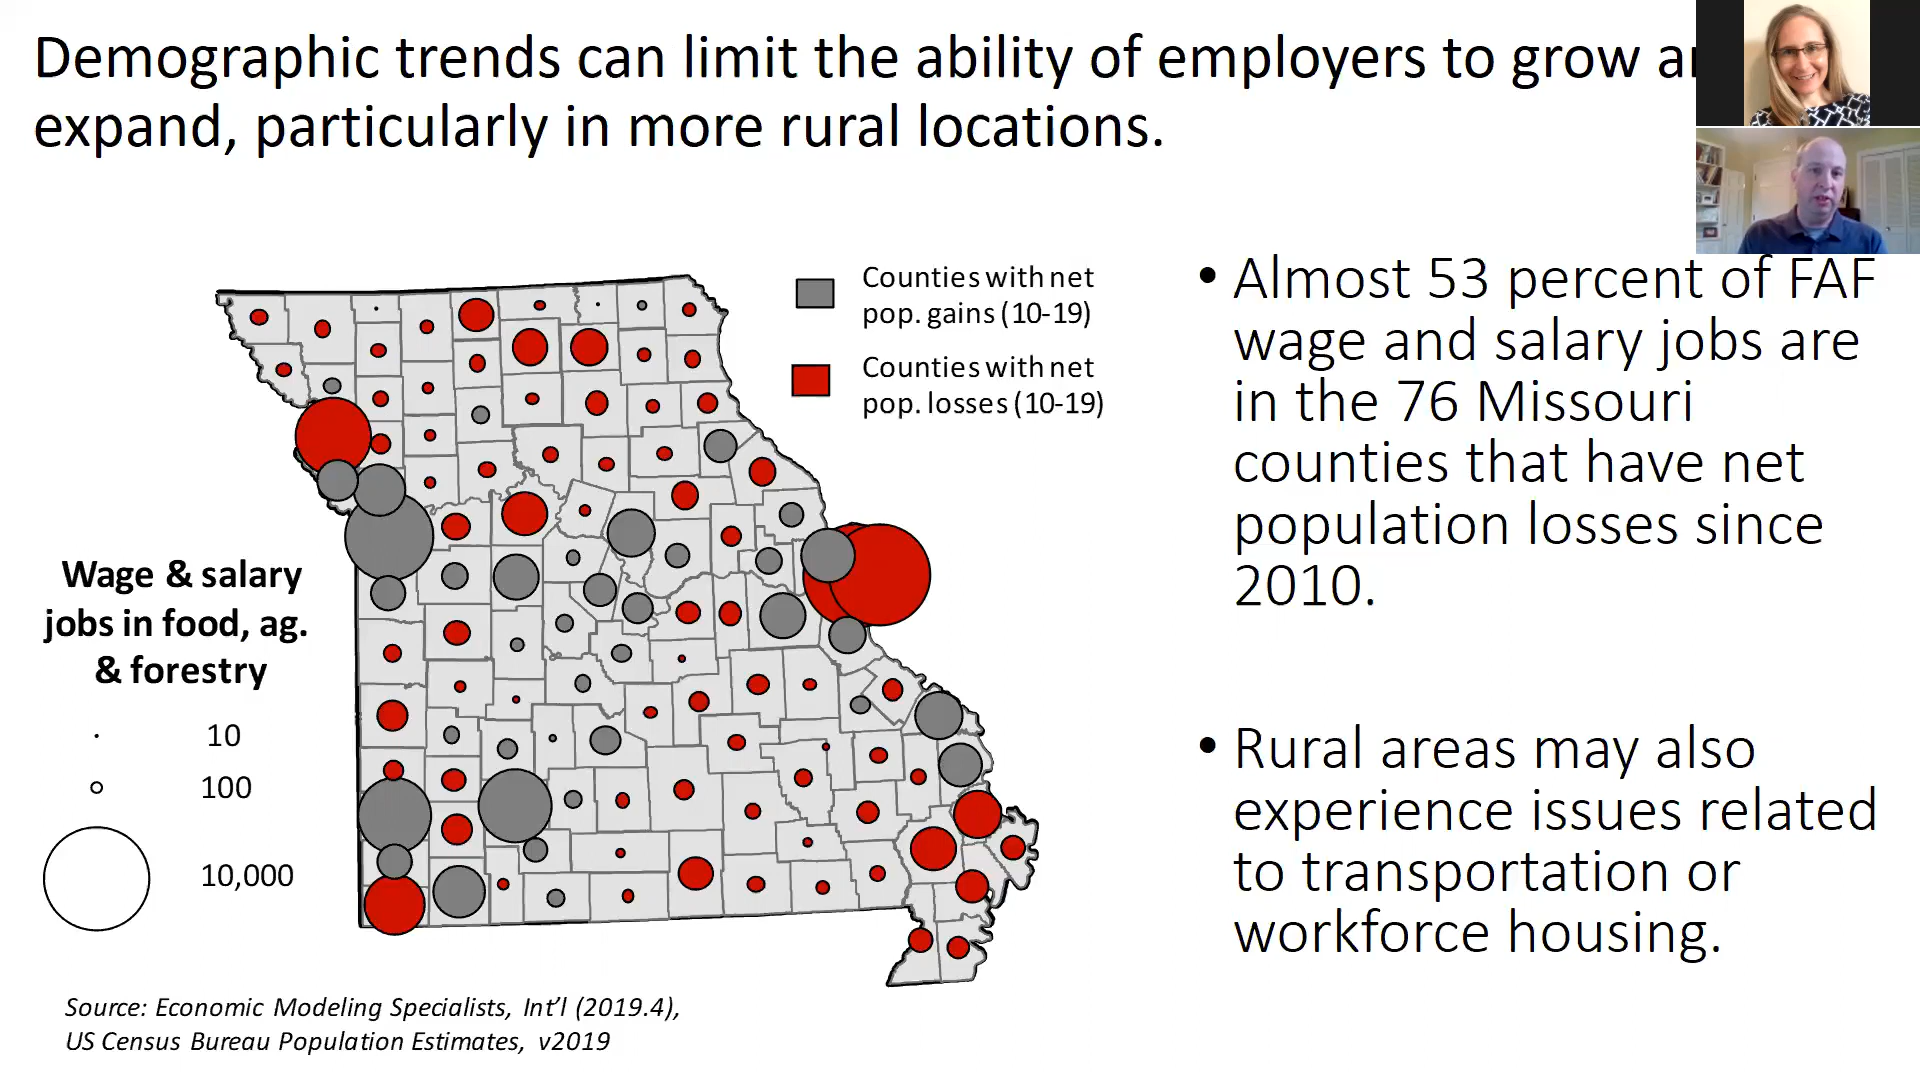 Demographic trends can limit the ability of employers to grow
expand, particularly in more rural locations.
Counties with net
pop. gains (10-19)
Counties with net
pop. losses (10-19)
Wage & salary
jobs in food, ag.
& forestry
10
100
10,000
Source: Economic Modeling Specialists, Int'l (2019.4),
US Census Bureau Population Estimates, v2019
• Almost 53 percent of FAF
wage and salary jobs are
in the 76 Missouri
counties that have net
population losses since
2010.
• Rural areas may also
experience issues related
to transportation or
workforce housing.